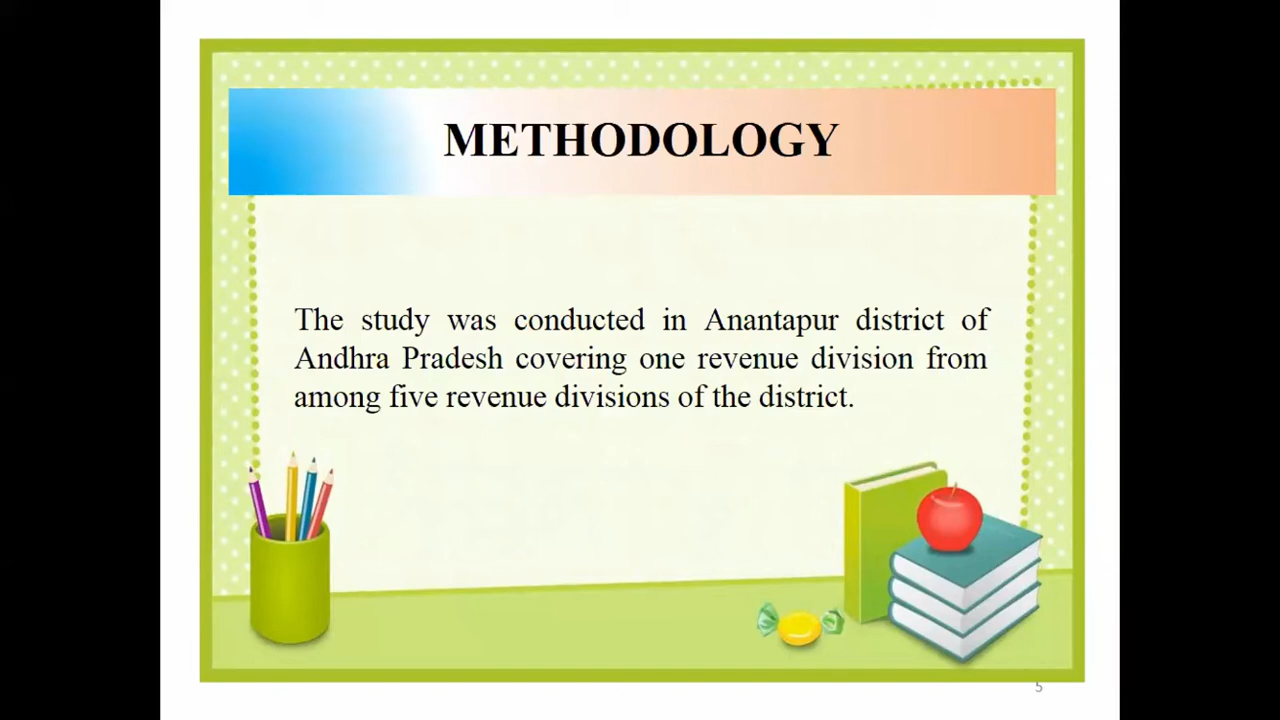 METHODOLOGY
The study was conducted in Anantapur district of
Andhra Pradesh covering one revenue division from
among five revenue divisions of the district.
5